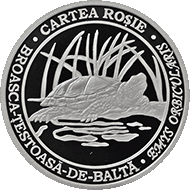 CARTEA ROȘIE
BROASCA-ȚESTOASĂ-DE-BALTĂ
EMYS ORBICULARIS